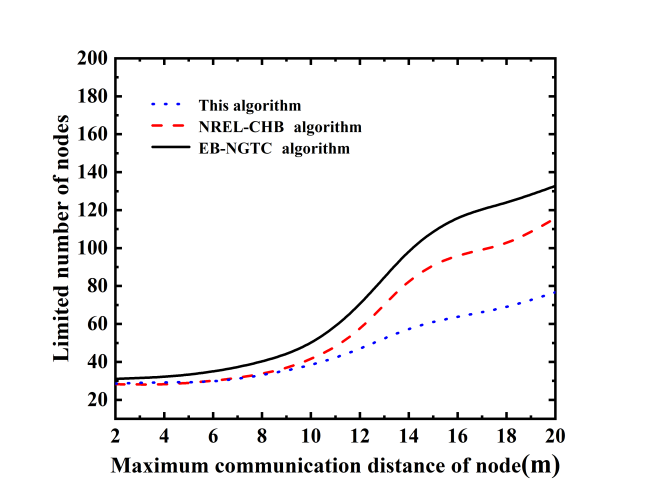 200
180
160
140
120
100
80
60
40
20
Limited number of nodes
This algorithm
NREL-CHB algorithm
EB-NGTC algorithm
2 4 6 8 10 12 14 16 18 20
Maximum communication distance of node(m)